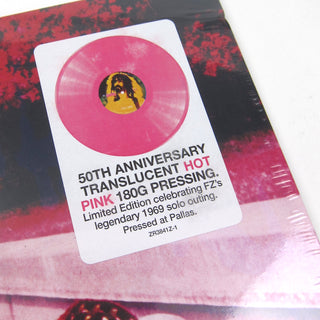 50TH ANNIVERSARY
TRANSLUCENT HOT
PINK 180G PRESSING.
Limited Edition celebrating FZ's
legendary 1969 solo outing.
Pressed at Pallas.
ZR3841Z-1